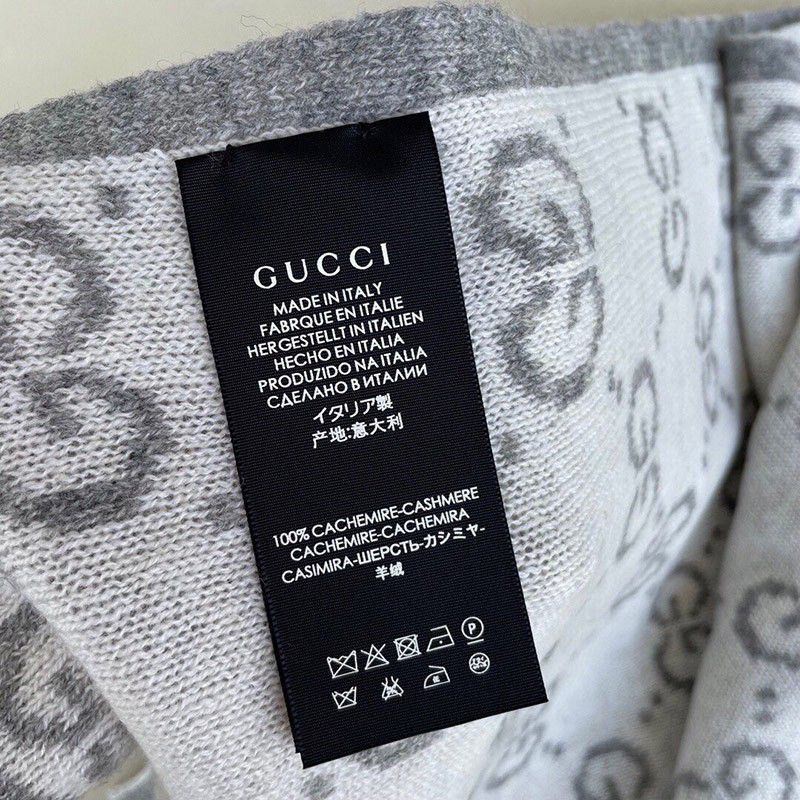 GUCCI
MADE IN ITALY
FABRQUE EN ITALIE
HERGESTELLT IN ITALIEN
HECHO EN ITALIA
PRODUZIDO NA ITALIA
СДЕЛАНО В ИТАЛИИ
イタリア製
产地:意大利
100% CACHEMIRE-CASHMERE
CACHEMIRE-CACHEMIRA
CASIMIRA-ШЕРСТЬ-カシミヤ-
羊绒
P